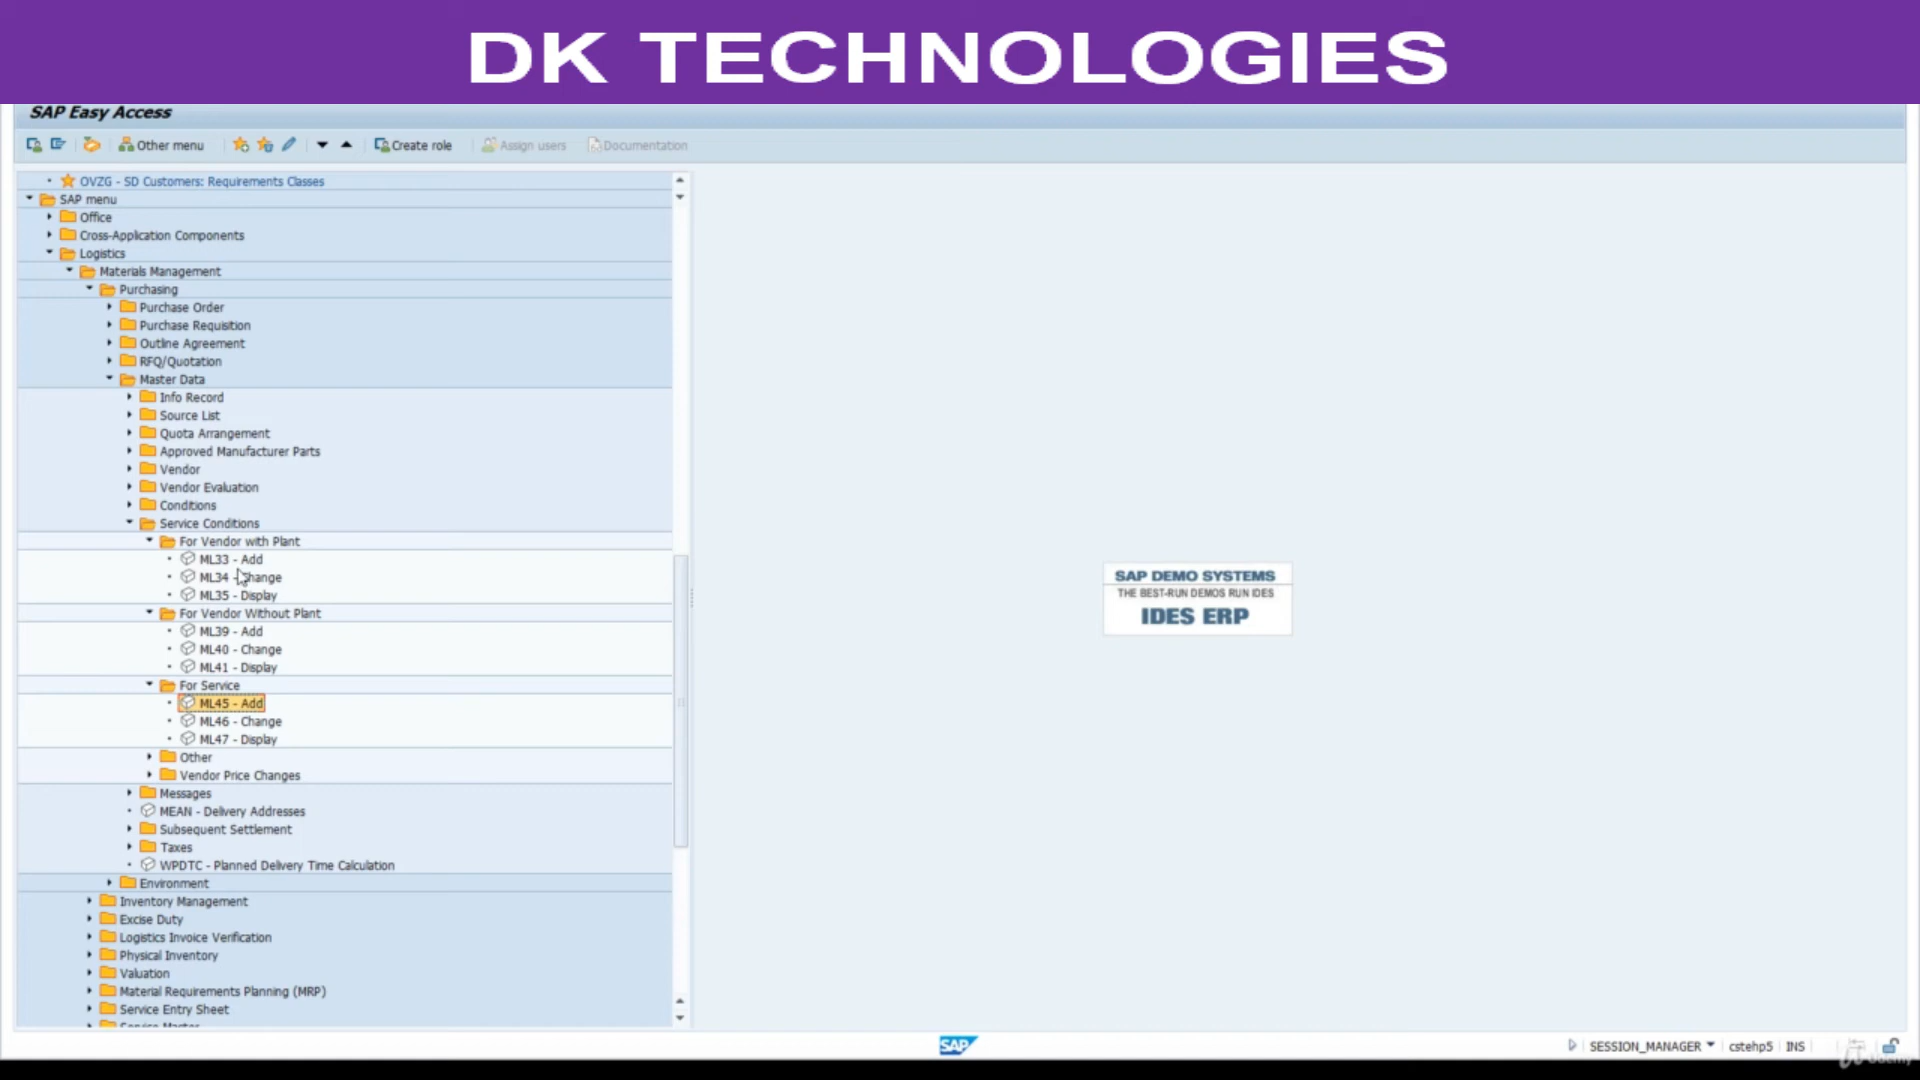 DK TECHNOLOGIES
SAP Easy Access
Other menu
Create role
Assign users
Documentation
OVZG - SD Customers: Requirements Classes
SAP menu
Office
Cross-Application Components
Logistics
Materials Management
Purchasing
Purchase Order
Purchase Requisition
Outline Agreement
RFQ/Quotation
Master Data
Info Record
Source List
Quota Arrangement
Approved Manufacturer Parts
Vendor
Vendor Evaluation
Conditions
Service Conditions
For Vendor with Plant
ML33 - Add
ML34 - Change
ML35 - Display
For Vendor Without Plant
ML39 - Add
ML40 - Change
ML41 - Display
For Service
ML45 - Add
ML46 - Change
ML47 - Display
Other
Vendor Price Changes
Messages
MEAN - Delivery Addresses
Subsequent Settlement
Taxes
WPDTC - Planned Delivery Time Calculation
Environment
Inventory Management
Excise Duty
Logistics Invoice Verification
Physical Inventory
Valuation
Material Requirements Planning (MRP)
Service Entry Sheet
Service Master
SAP DEMO SYSTEMS
THE BEST-RUN DEMOS RUN IDES
IDES ERP
SAP
SESSION_MANAGER
cstehp5
INS
Udemy